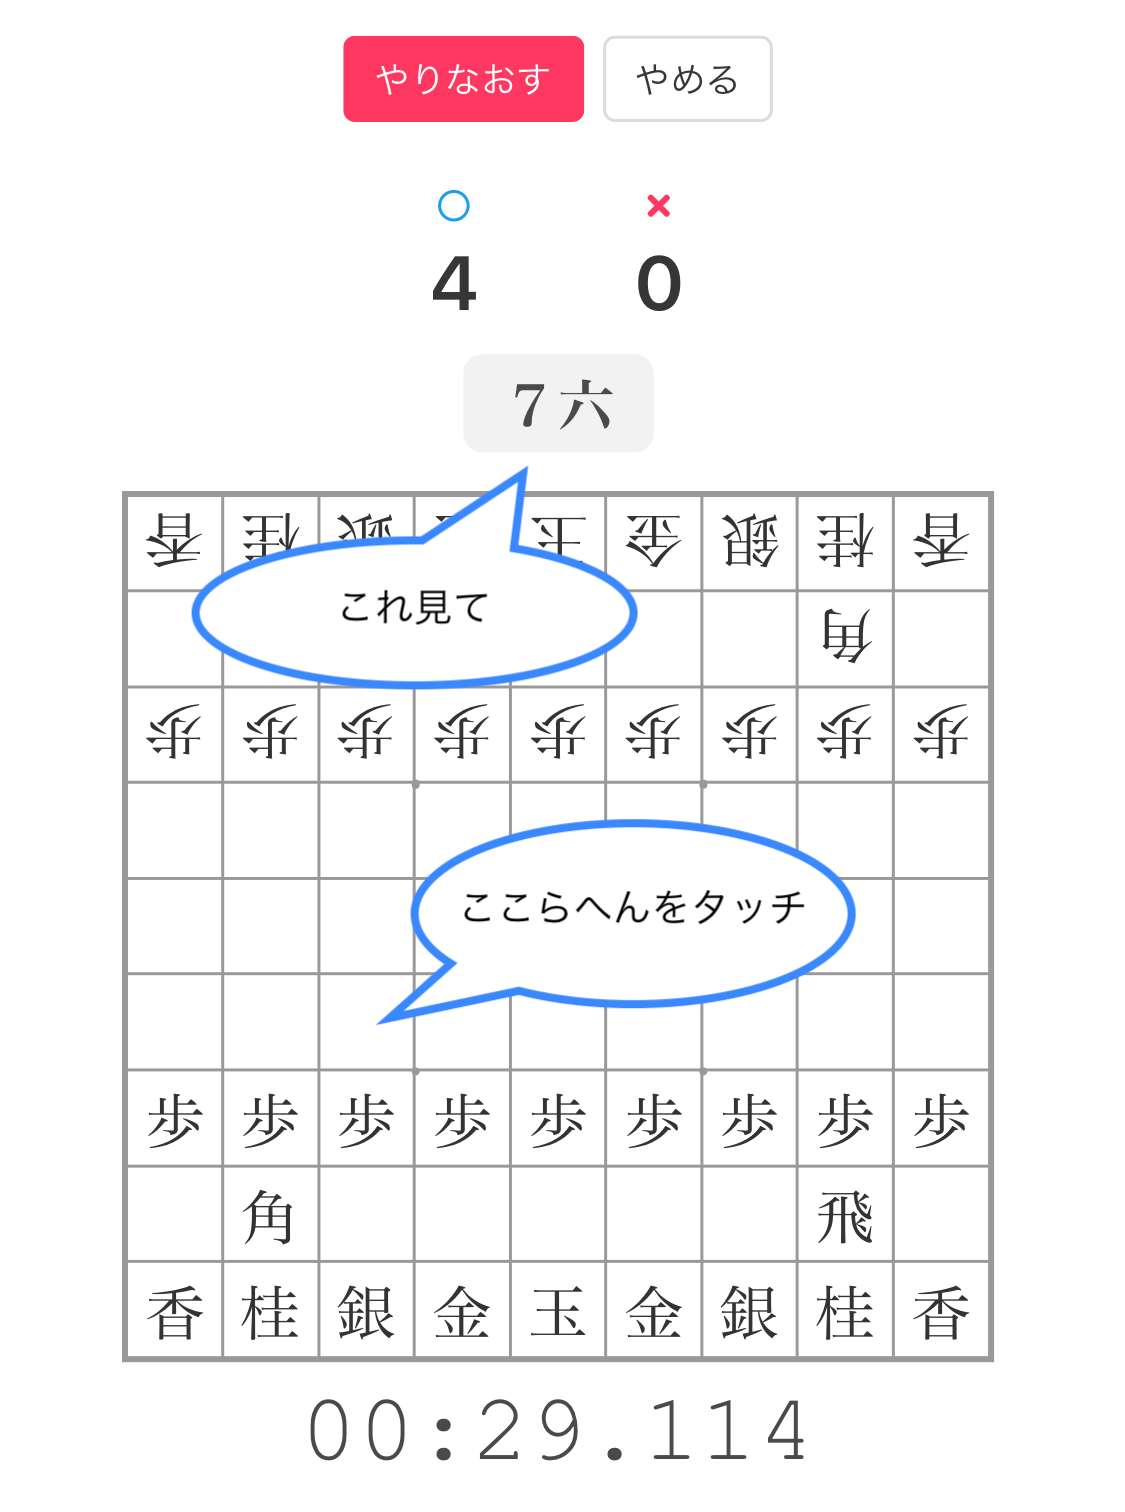 やりなおす やめる
○ ×
4 0
７六
香 桂 銀 王 金 銀 桂 香
これ見て
角
歩 歩 歩 歩 歩 歩 歩 歩 歩
ここらへんをタッチ
歩 歩 歩 歩 歩 歩 歩 歩 歩
角 飛
香 桂 銀 金 玉 金 銀 桂 香
00:29.114